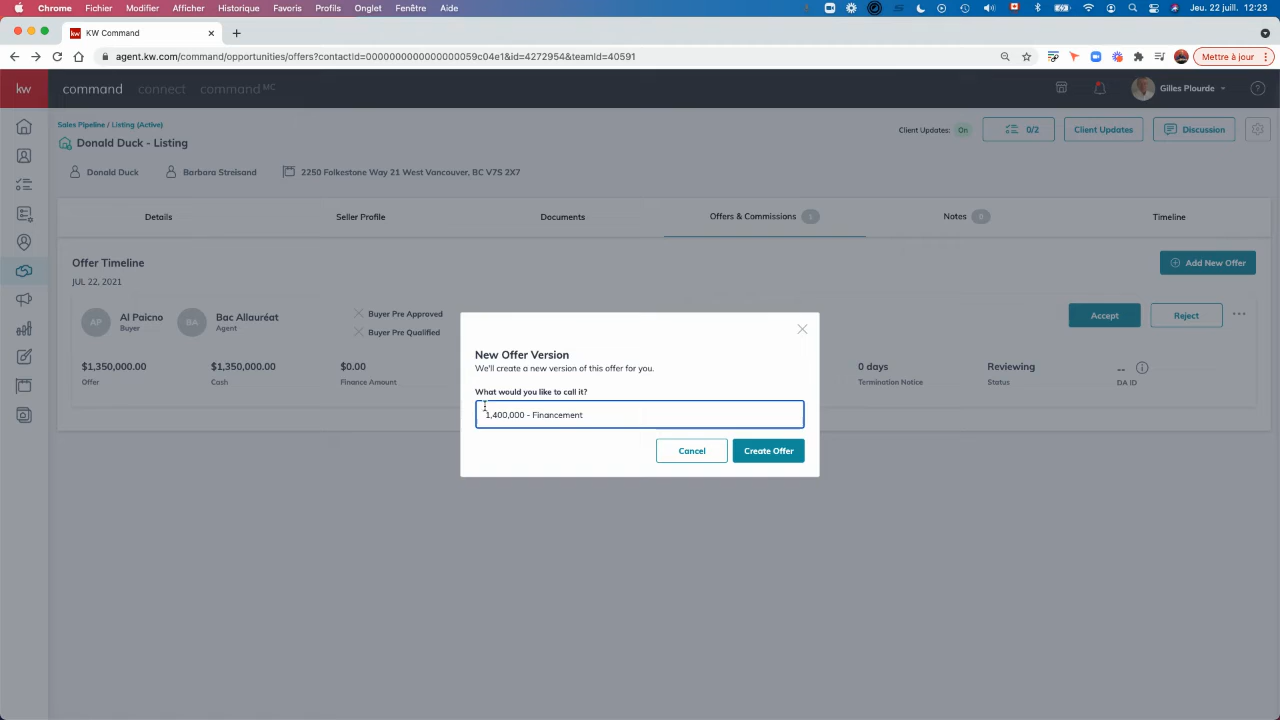 Chrome Fichier Modifier Afficher Historique Favoris Profils Onglet Fenêtre Aide Jeu. 22 juil. 12:23
KW Command
agent.kw.com/command/opportunities/offers?contactId=0000000000000000059c04e1&id=4272954&teamId=40591 Mettre à jour
kw command connect command MC Gilles Plourde
Sales Pipeline / Listing (Active)
Donald Duck - Listing
Client Updates: On 0/2 Client Updates Discussion
Donald Duck Barbara Streisand 2250 Folkestone Way 21 West Vancouver, BC V7S 2X7
Details Seller Profile Documents Offers & Commissions Notes 0 Timeline
Offer Timeline Add New Offer
JUL 22, 2021
AP Al Paicno BA Bac Allauréat Buyer Pre Approved Accept Reject
Buyer Agent Buyer Pre Qualified
$1,350,000.00 $1,350,000.00 $0.00 0 days Reviewing --
Offer Cash Finance Amount Termination Notice Status DA ID
New Offer Version
We'll create a new version of this offer for you.
What would you like to call it?
1,400,000 - Financement
Cancel Create Offer